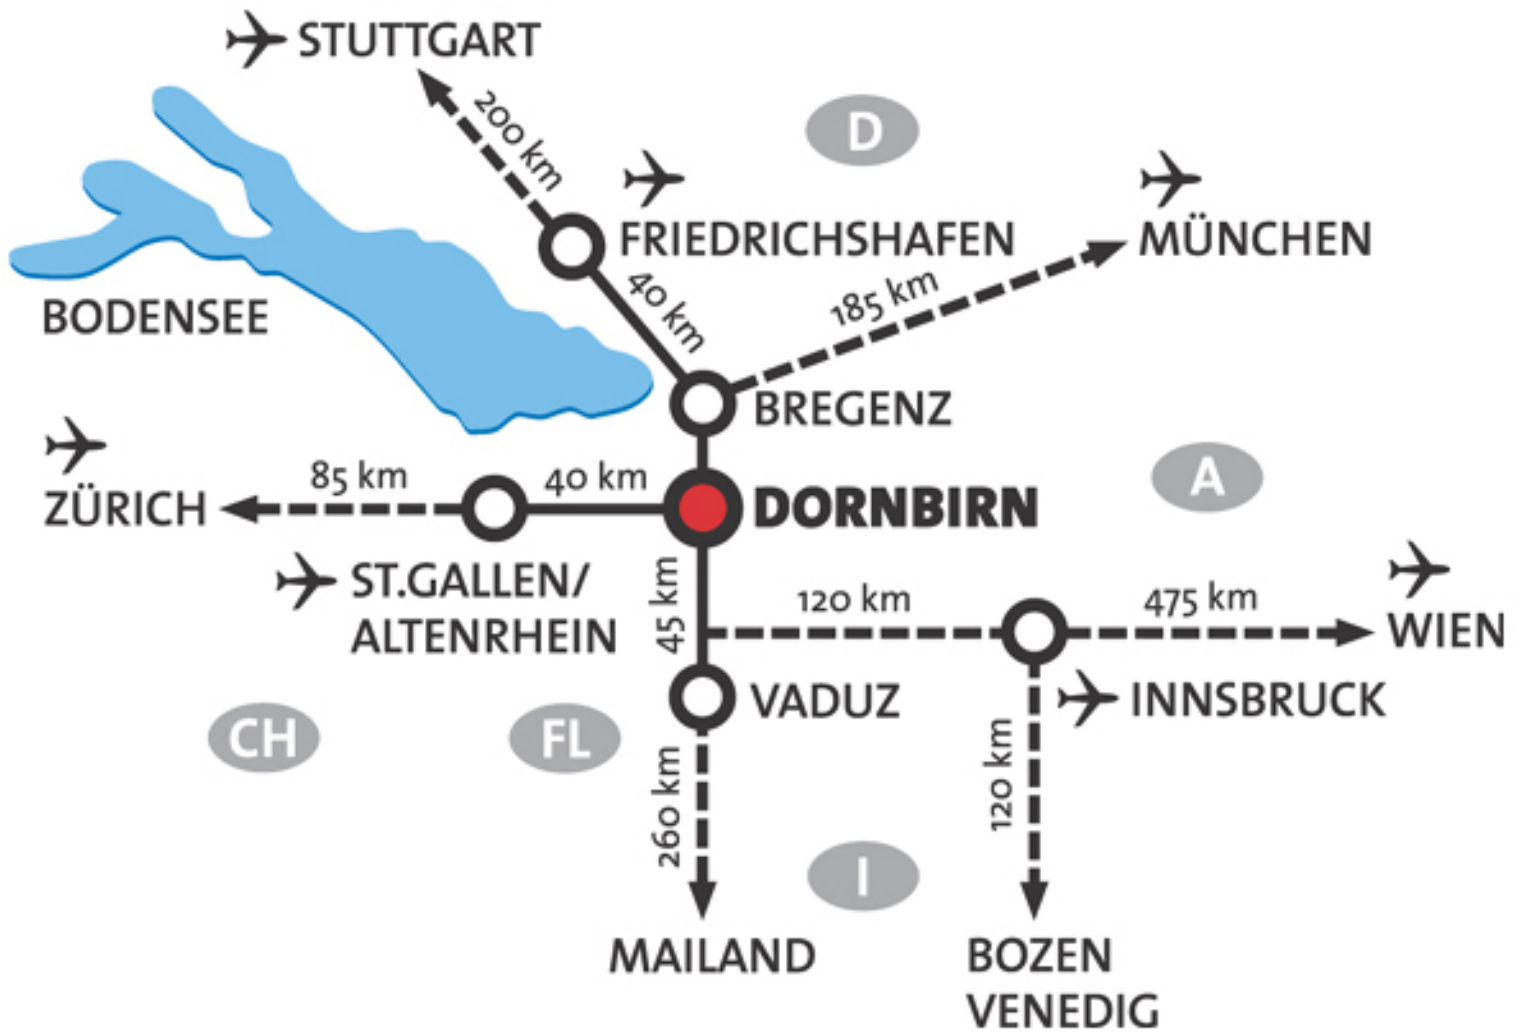 STUTTGART
200 km
D
FRIEDRICHSHAFEN
MÜNCHEN
40 km
185 km
BODENSEE
BREGENZ
ZÜRICH
85 km
40 km
DORNBIRN
A
ST.GALLEN/
ALTENRHEIN
45 km
120 km
475 km
WIEN
VADUZ
INNSBRUCK
CH
FL
260 km
120 km
I
MAILAND
BOZEN
VENEDIG